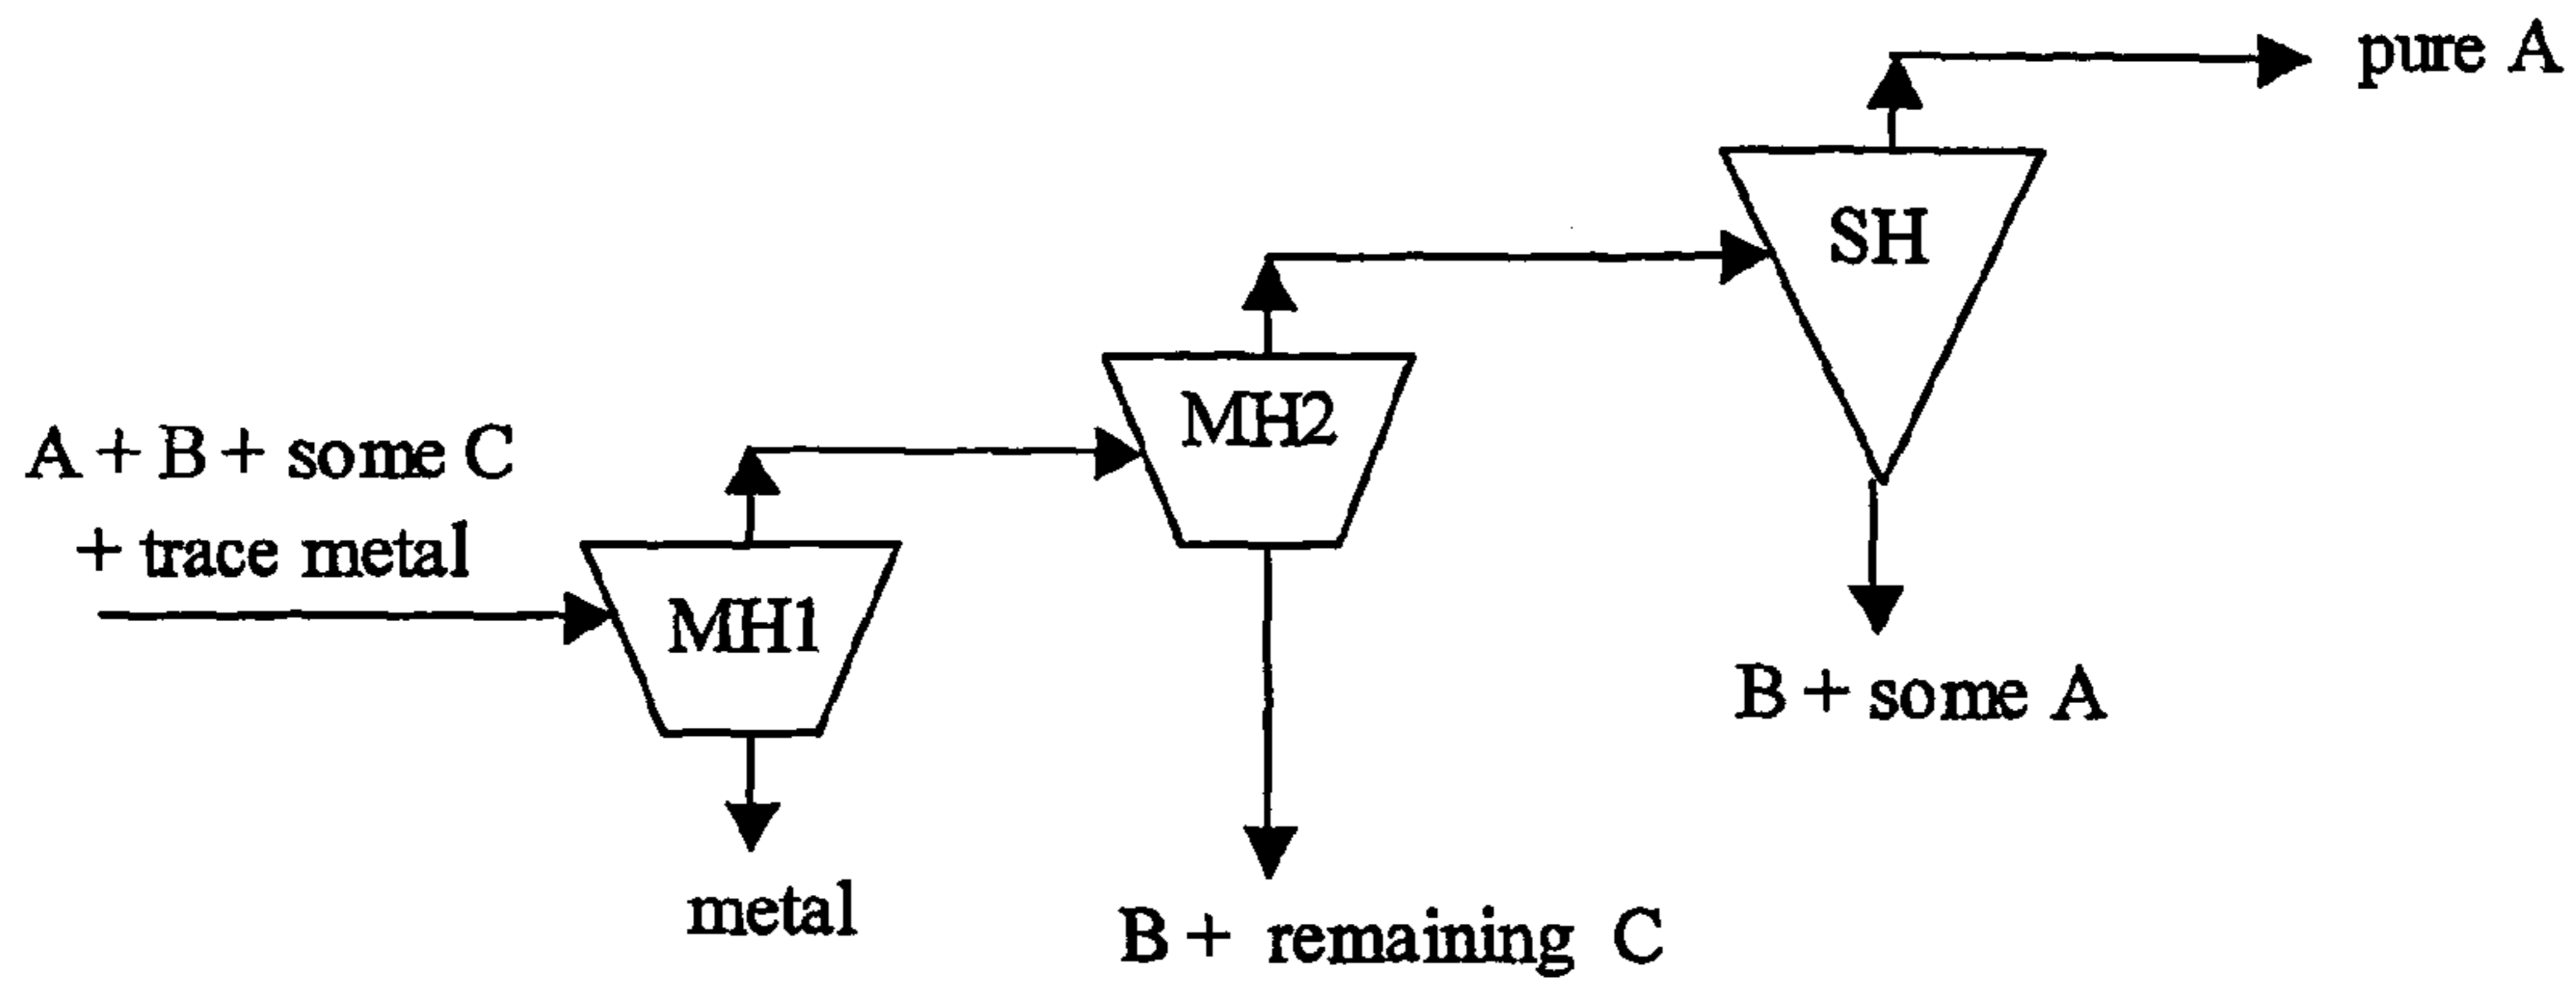 pure A
SH
MH2
A + B + some C
+ trace metal
MH1
B + some A
metal
B + remaining C